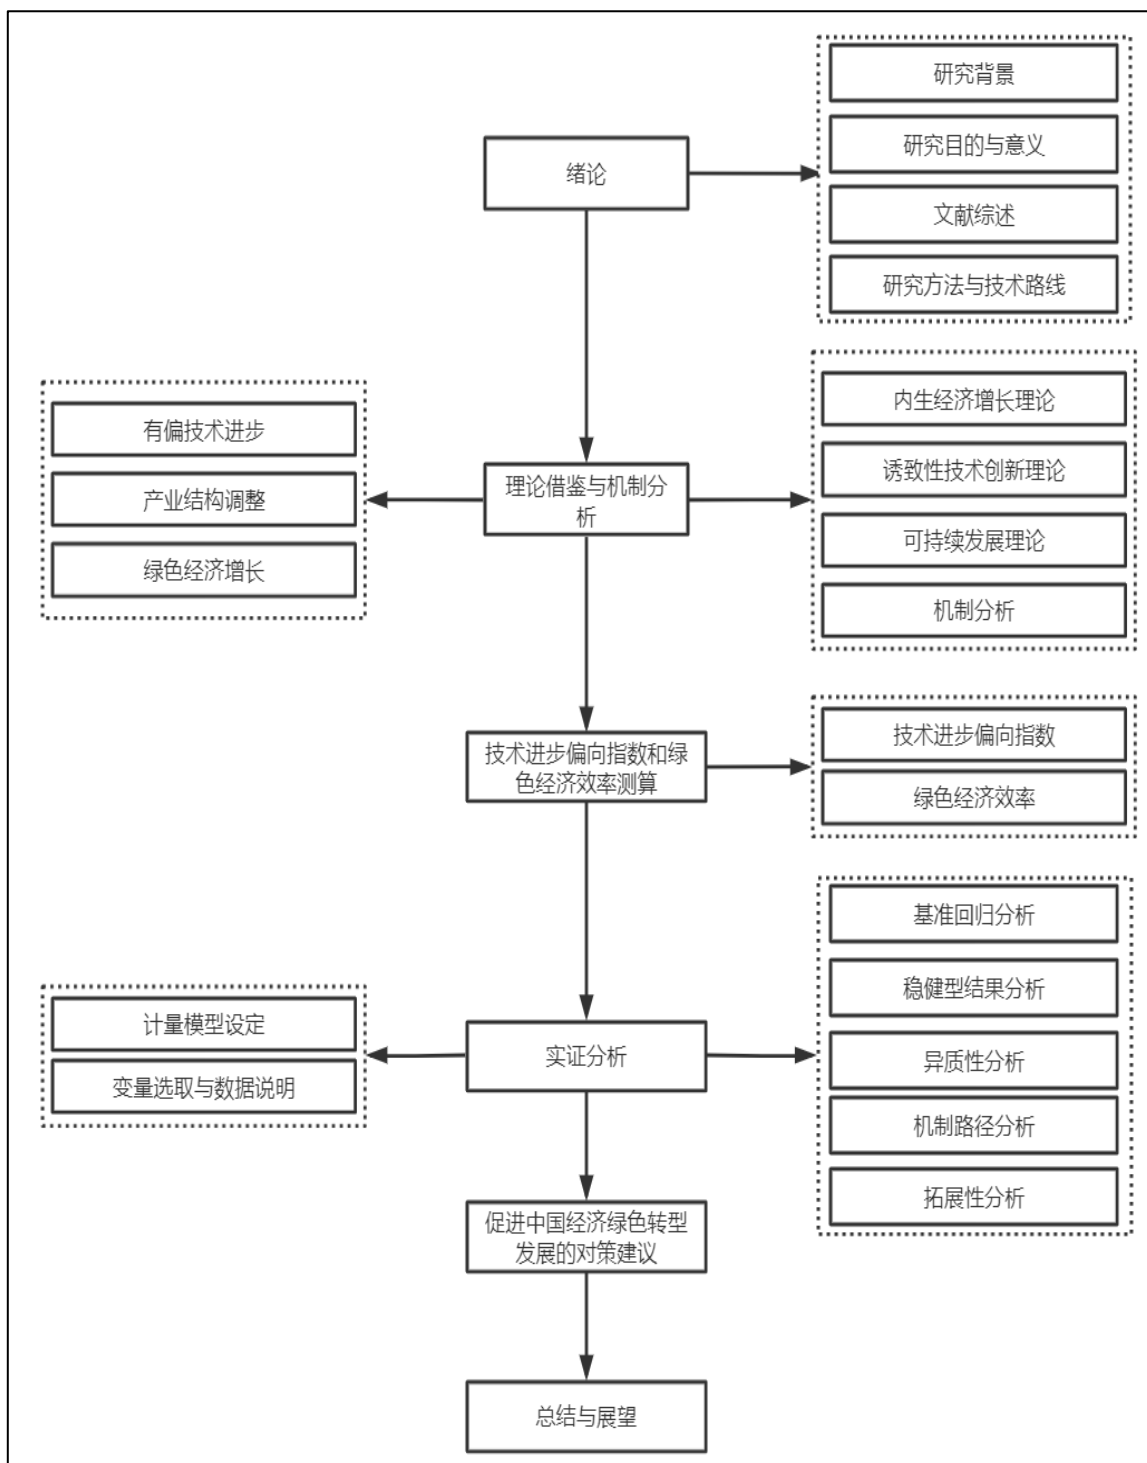 绪论
研究背景
研究目的与意义
文献综述
研究方法与技术路线
有偏技术进步
产业结构调整
绿色经济增长
理论借鉴与机制分
析
内生经济增长理论
诱致性技术创新理论
可持续发展理论
机制分析
技术进步偏向指数和绿
色经济效率测算
技术进步偏向指数
绿色经济效率
计量模型设定
变量选取与数据说明
实证分析
基准回归分析
稳健型结果分析
异质性分析
机制路径分析
拓展性分析
促进中国经济绿色转型
发展的对策建议
总结与展望